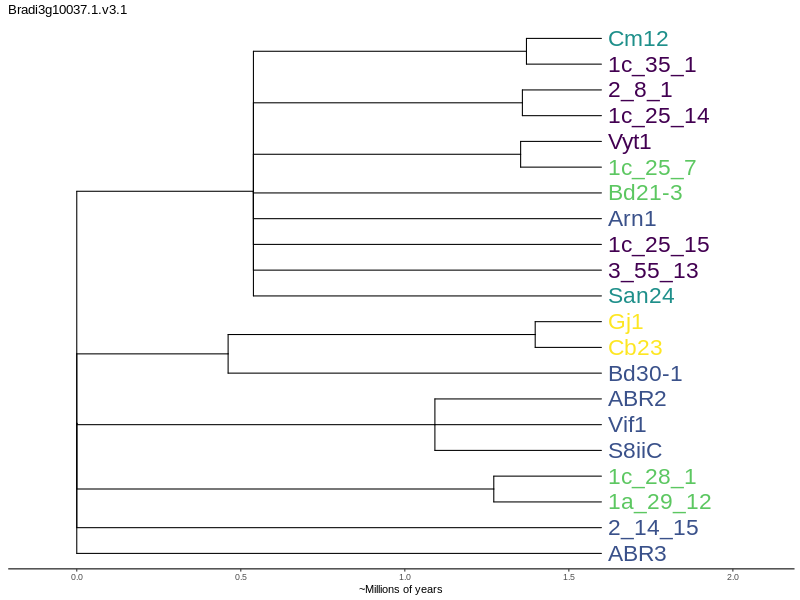 Bradi3g10037.1.v3.1
Cm12
1c_35_1
2_8_1
1c_25_14
Vyt1
1c_25_7
Bd21-3
Arn1
1c_25_15
3_55_13
San24
Gj1
Cb23
Bd30-1
ABR2
Vif1
S8iiC
1c_28_1
1a_29_12
2_14_15
ABR3
0.0 0.5 1.0 1.5 2.0
~Millions of years